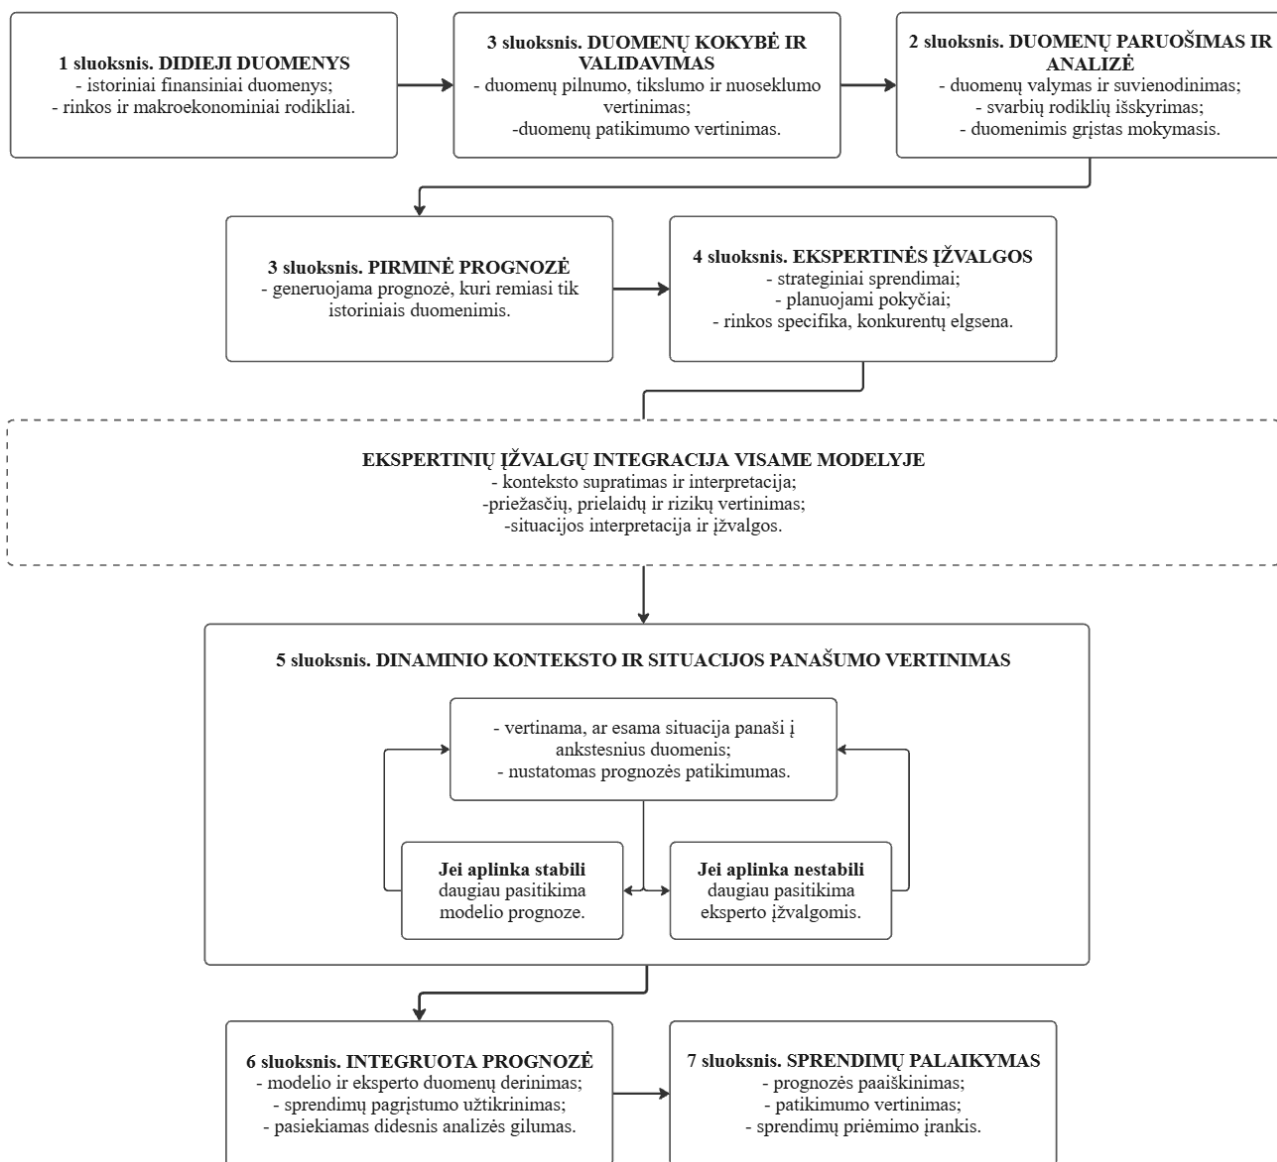 1 sluoksnis. DIDIEJI DUOMENYS
- istoriniai finansiniai duomenys;
- rinkos ir makroekonominiai rodikliai.
3 sluoksnis. DUOMENŲ KOKYBĖ IR
VALIDAVIMAS
- duomenų pilnumo, tikslumo ir nuoseklumo
vertinimas;
-duomenų patikimumo vertinimas.
2 sluoksnis. DUOMENŲ PARUOŠIMAS IR
ANALIZĖ
- duomenų valymas ir suvienodinimas;
- svarbių rodiklių išskyrimas;
- duomenimis grįstas mokymasis.
3 sluoksnis. PIRMINĖ PROGNOZĖ
- generuojama prognozė, kuri remiasi tik
istoriniais duomenimis.
4 sluoksnis. EKSPERTINĖS ĮŽVALGOS
- strateginiai sprendimai;
- planuojami pokyčiai;
- rinkos specifika, konkurentų elgsena.
EKSPERTINIŲ ĮŽVALGŲ INTEGRACIJA VISAME MODELYJE
- konteksto supratimas ir interpretacija;
-priežasčių, prielaidų ir rizikų vertinimas;
-situacijos interpretacija ir įžvalgos.
5 sluoksnis. DINAMINIO KONTEKSTO IR SITUACIJOS PANAŠUMO VERTINIMAS
- vertinama, ar esama situacija panaši į
ankstesnius duomenis;
- nustatomas prognozės patikimumas.
Jei aplinka stabili
daugiau pasitikima
modelio prognoze.
Jei aplinka nestabili
daugiau pasitikima
eksperto įžvalgomis.
6 sluoksnis. INTEGRUOTA PROGNOZĖ
- modelio ir eksperto duomenų derinimas;
- sprendimų pagrįstumo užtikrinimas;
- pasiekiamas didesnis analizės gilumas.
7 sluoksnis. SPRENDIMŲ PALAIKYMAS
- prognozės paaiškinimas;
- patikimumo vertinimas;
- sprendimų priėmimo įrankis.